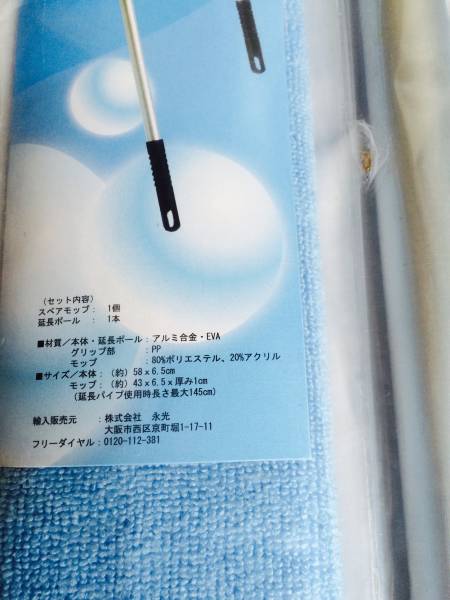 (セット内容)
スペアモップ： 1個
延長ポール ： 1本
■材質／本体・延長ポール：アルミ合金・EVA
グリップ部 ：PP
モップ ：80%ポリエステル、20%アクリル
■サイズ／本体：(約)58×6.5cm
モップ：(約)43×6.5×厚み1cm
(延長パイプ使用時長さ最大145cm)
輸入販売元 ：株式会社 永光
大阪市西区京町堀1-17-11
フリーダイヤル：0120-112-381